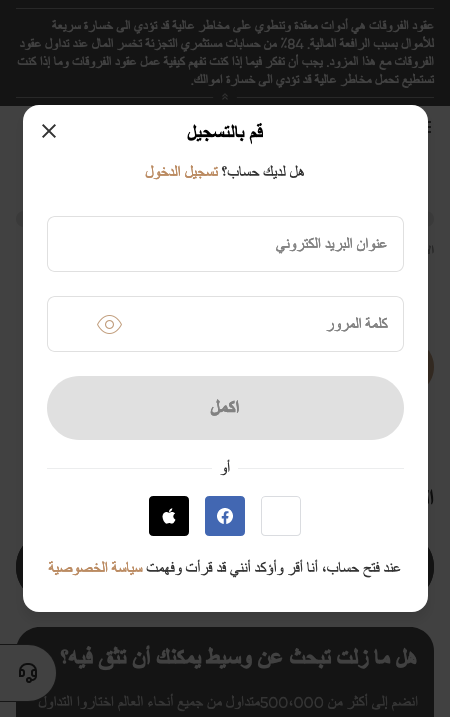 عقود الفروقات هي أدوات معقدة وتنطوي على مخاطر عالية قد تؤدي الى خسارة سريعة
للأموال بسبب الرافعة المالية. 84٪ من حسابات مستثمري التجزئة تخسر المال عند تداول عقود
الفروقات مع هذا المزود. يجب أن تفكر فيما إذا كنت تفهم كيفية عمل عقود الفروقات وما إذا كنت
تستطيع تحمل مخاطر عالية قد تؤدي الى خسارة اموالك.
قم بالتسجيل
هل لديك حساب؟ تسجيل الدخول
عنوان البريد الكتروني
كلمة المرور
اكمل
أو
عند فتح حساب، أنا أقر وأؤكد أنني قد قرأت وفهمت سياسة الخصوصية
هل ما زلت تبحث عن وسيط يمكنك أن تثق فيه؟
انضم إلى أكثر من 500،000متداول من جميع أنحاء العالم اختاروا التداول